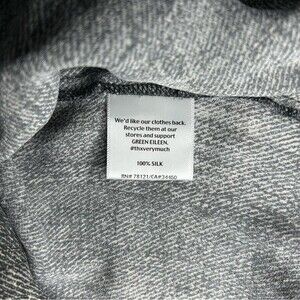 We'd like our clothes back.
Recycle them at our
stores and support
GREEN EILEEN.
#thxverymuch
100% SILK
RN# 78121/CA#34460